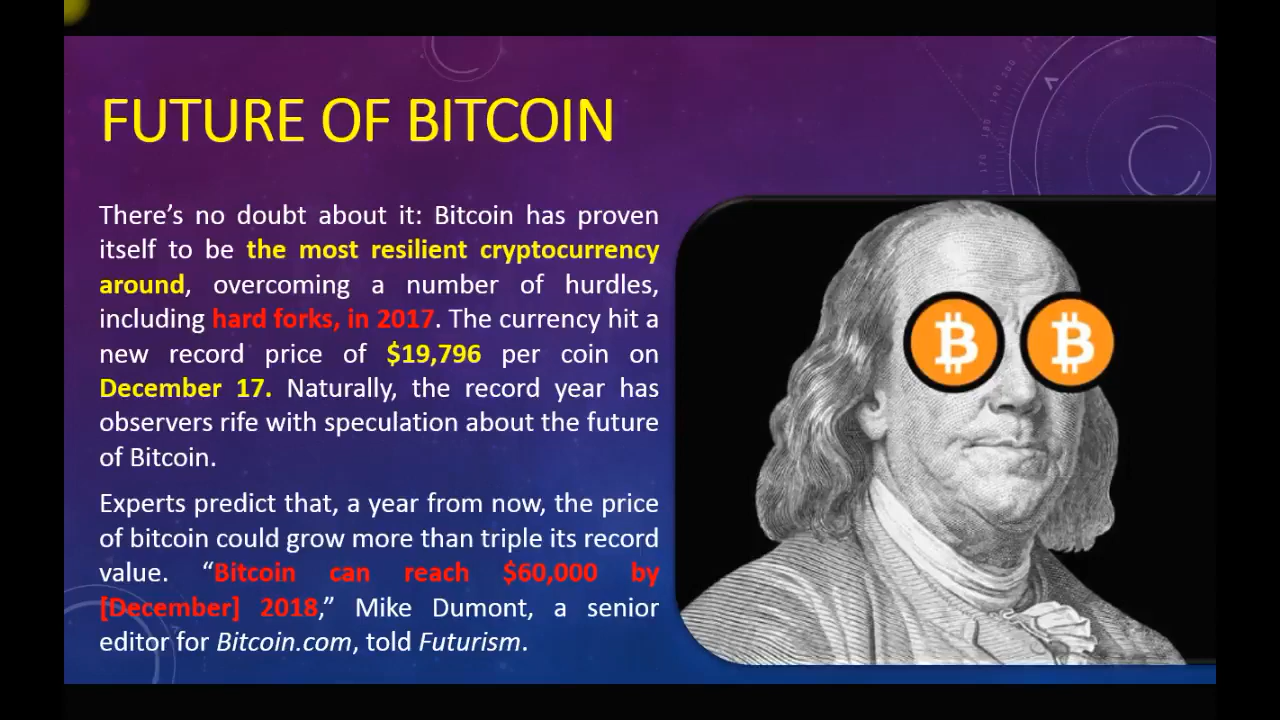 FUTURE OF BITCOIN
There’s no doubt about it: Bitcoin has proven
itself to be the most resilient cryptocurrency
around, overcoming a number of hurdles,
including hard forks, in 2017. The currency hit a
new record price of $19,796 per coin on
December 17. Naturally, the record year has
observers rife with speculation about the future
of Bitcoin.
Experts predict that, a year from now, the price
of bitcoin could grow more than triple its record
value. “Bitcoin can reach $60,000 by
[December] 2018,” Mike Dumont, a senior
editor for Bitcoin.com, told Futurism.